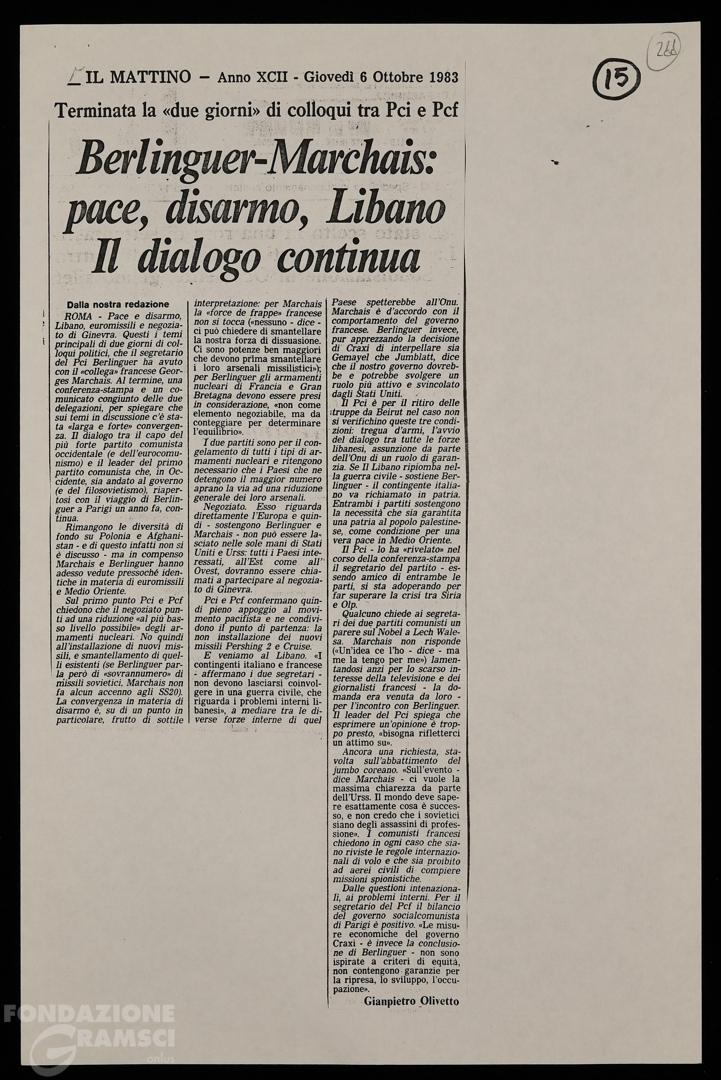 266
15
IL MATTINO — Anno XCII - Giovedì 6 Ottobre 1983
Terminata la «due giorni» di colloqui tra Pci e Pcf
Berlinguer-Marchais:
pace, disarmo, Libano
Il dialogo continua
Dalla nostra redazione
ROMA - Pace e disarmo,
Libano, euromissili e negozia-
to di Ginevra. Questi i temi
principali di due giorni di col-
loqui politici, che il segretario
del Pci Berlinguer ha avuto
con il «collega» francese Geor-
ges Marchais. Al termine, una
conferenza-stampa e un co-
municato congiunto delle due
delegazioni, per spiegare che
sui temi in discussione c'è sta-
ta «larga e forte» convergen-
za. Il dialogo tra il capo del
più forte partito comunista
occidentale (e dell'eurocomu-
nismo) e il leader del primo
partito comunista che, in Oc-
cidente, sia andato al governo
(e del filosovietismo), riaper-
tosi con il viaggio di Berlin-
guer a Parigi un anno fa, con-
tinua.
Rimangono le diversità di
fondo su Polonia e Afghani-
stan - e di questo infatti non si
è discusso - ma in compenso
Marchais e Berlinguer hanno
adesso vedute pressoché iden-
tiche in materia di euromissili
e Medio Oriente.
Sul primo punto Pci e Pcf
chiedono che il negoziato pun-
ti ad una riduzione «al più bas-
so livello possibile» degli ar-
mamenti nucleari. No quindi
all'installazione di nuovi mis-
sili, e smantellamento di quel-
li esistenti (se Berlinguer par-
la però di «sovrannumero» di
missili sovietici, Marchais non
fa alcun accenno agli SS20).
La convergenza in materia di
disarmo è, su di un punto in
particolare, frutto di sottile
interpretazione: per Marchais
la «force de frappe» francese
non si tocca («nessuno - dice -
ci può chiedere di smantellare
la nostra forza di dissuasione.
Ci sono potenze ben maggiori
che devono prima smantellare
i loro arsenali missilistici»);
per Berlinguer gli armamenti
nucleari di Francia e Gran
Bretagna devono essere presi
in considerazione, «non come
elemento negoziabile, ma da
conteggiare per determinare
l'equilibrio».
I due partiti sono per il con-
gelamento di tutti i tipi di ar-
mamenti nucleari e ritengono
necessario che i Paesi che ne
detengono il maggior numero
aprano la via ad una riduzione
generale dei loro arsenali.
Negoziato. Esso riguarda
direttamente l'Europa e quin-
di - sostengono Berlinguer e
Marchais - non può essere la-
sciato nelle sole mani di Stati
Uniti e Urss: tutti i Paesi inte-
ressati, all'Est come all'
Ovest, dovranno essere chia-
mati a partecipare al negozia-
to di Ginevra.
Pci e Pcf confermano quin-
di pieno appoggio al movi-
mento pacifista e ne condivi-
dono il punto di partenza: la
non installazione dei nuovi
missili Pershing 2 e Cruise.
E veniamo al Libano. «I
contingenti italiano e francese
- affermano i due segretari -
non devono lasciarsi coinvol-
gere in una guerra civile, che
riguarda i problemi interni li-
banesi», a mediare tra le di-
verse forze interne di quel
Paese spetterebbe all'Onu.
Marchais è d'accordo con il
comportamento del governo
francese. Berlinguer invece,
pur apprezzando la decisione
di Craxi di interpellare sia
Gemayel che Jumblatt, dice
che il nostro governo dovreb-
be e potrebbe svolgere un
ruolo più attivo e svincolato
dagli Stati Uniti.
Il Pci è per il ritiro delle
truppe da Beirut nel caso non
si verifichino queste tre condi-
zioni: tregua d'armi, l'avvio
del dialogo tra tutte le forze
libanesi, assunzione da parte
dell'Onu di un ruolo di garan-
zia. Se Il Libano ripiomba nel-
la guerra civile - sostiene Ber-
linguer - il contingente italia-
no va richiamato in patria.
Entrambi i partiti sostengono
la necessità che sia garantita
una patria al popolo palestine-
se, come condizione per una
vera pace in Medio Oriente.
Il Pci - lo ha «rivelato» nel
corso della conferenza-stampa
il segretario del partito - es-
sendo amico di entrambe le
parti, si sta adoperando per
far superare la crisi tra Siria
e Olp.
Qualcuno chiede ai segreta-
ri dei due partiti comunisti un
parere sul Nobel a Lech Wale-
sa. Marchais non risponde
(«Un'idea ce l'ho - dice - ma
me la tengo per me») lamen-
tandosi anzi per lo scarso in-
teresse della televisione e dei
giornalisti francesi - la do-
manda era venuta da loro -
per l'incontro con Berlinguer.
Il leader del Pci spiega che
esprimere un'opinione è trop-
po presto, «bisogna rifletterci
un attimo su».
Ancora una richiesta, sta-
volta sull'abbattimento del
jumbo coreano. «Sull'evento -
dice Marchais - ci vuole la
massima chiarezza da parte
dell'Urss. Il mondo deve sape-
re esattamente cosa è succes-
so, e non credo che i sovietici
siano degli assassini di profes-
sione». I comunisti francesi
chiedono in ogni caso che sia-
no riviste le regole internazio-
nali di volo e che sia proibito
ad aerei civili di compiere
missioni spionistiche.
Dalle questioni intenaziona-
li, ai problemi interni. Per il
segretario del Pcf il bilancio
del governo socialcomunista
di Parigi è positivo. «Le misu-
re economiche del governo
Craxi - è invece la conclusio-
ne di Berlinguer - non sono
ispirate a criteri di equità,
non contengono garanzie per
la ripresa, lo sviluppo, l'occu-
pazione».
Gianpietro Olivetto
FONDAZIONE
GRAMSCI
onlus